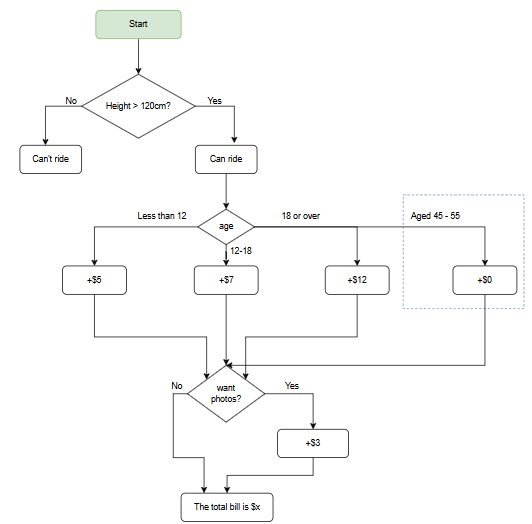 Start
No
Height > 120cm?
Yes
Can't ride
Can ride
Less than 12
age
18 or over
Aged 45 - 55
12-18
+$5
+$7
+$12
+$0
No
want
photos?
Yes
+$3
The total bill is $x